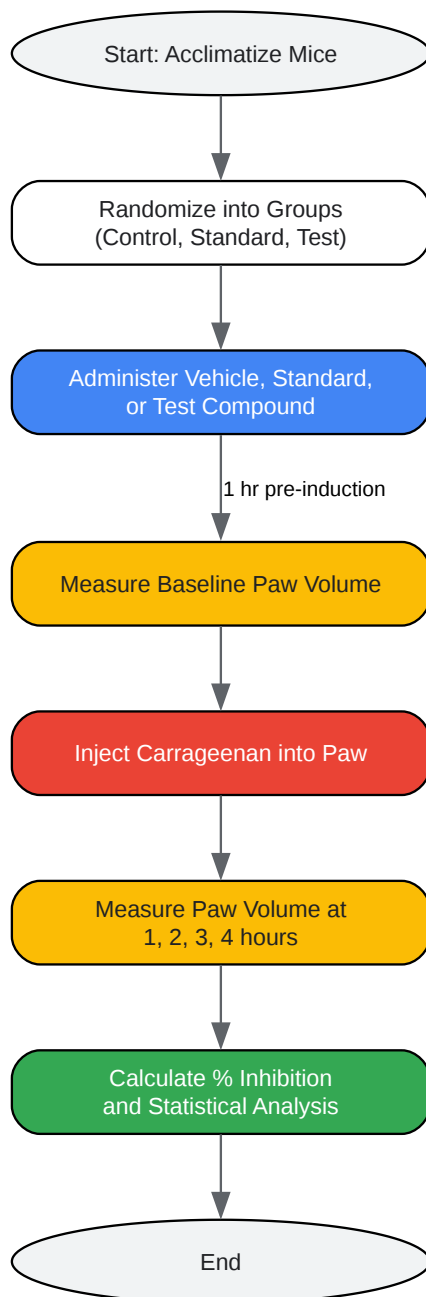 Start: Acclimatize Mice
Randomize into Groups
(Control, Standard, Test)
Administer Vehicle, Standard,
or Test Compound
1 hr pre-induction
Measure Baseline Paw Volume
Inject Carrageenan into Paw
Measure Paw Volume at
1, 2, 3, 4 hours
Calculate % Inhibition
and Statistical Analysis
End